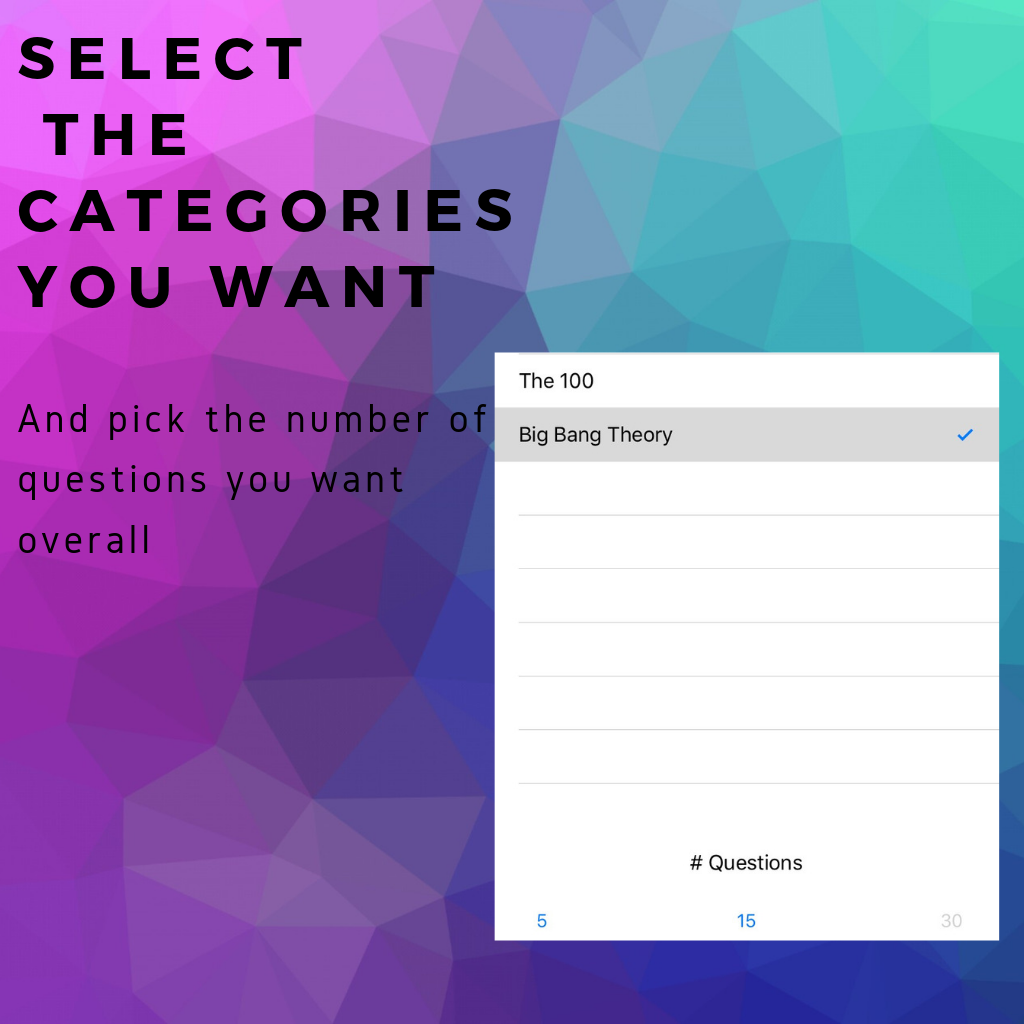 SELECT
THE
CATEGORIES
YOU WANT
And pick the number of
questions you want
overall
The 100
Big Bang Theory
# Questions
5 15 30